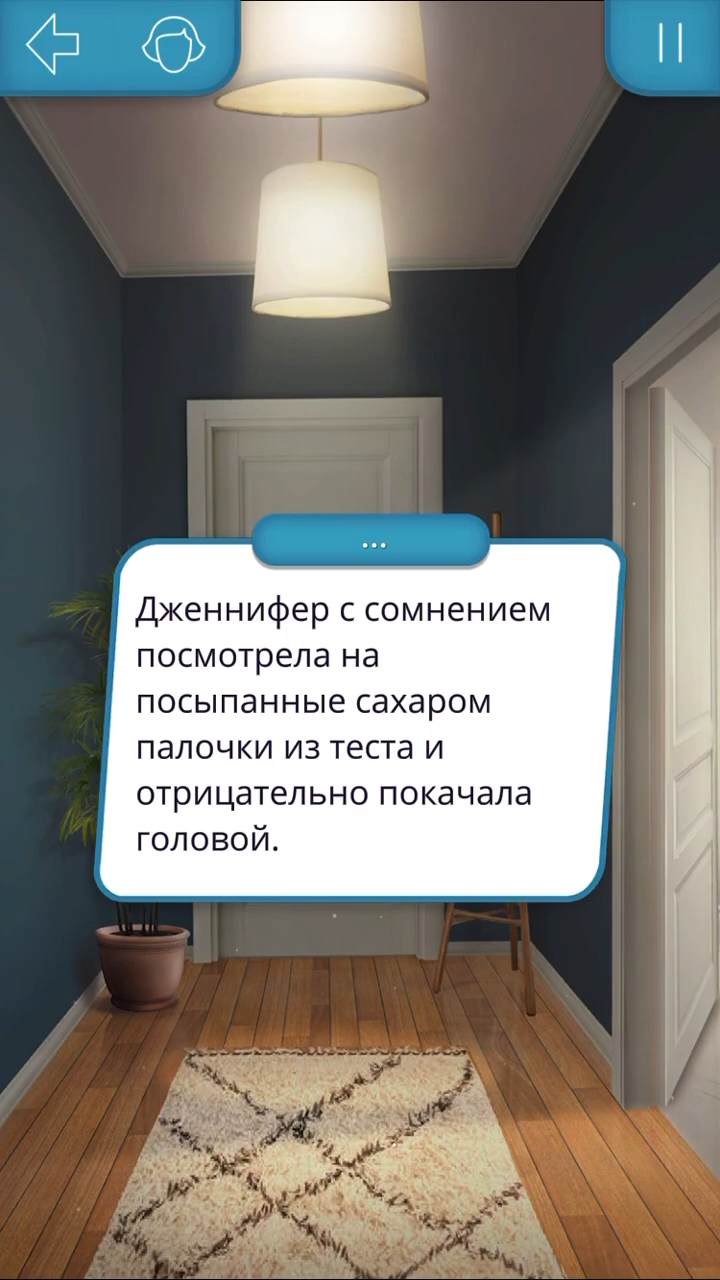 ...
Дженнифер с сомнением
посмотрела на
посыпанные сахаром
палочки из теста и
отрицательно покачала
головой.